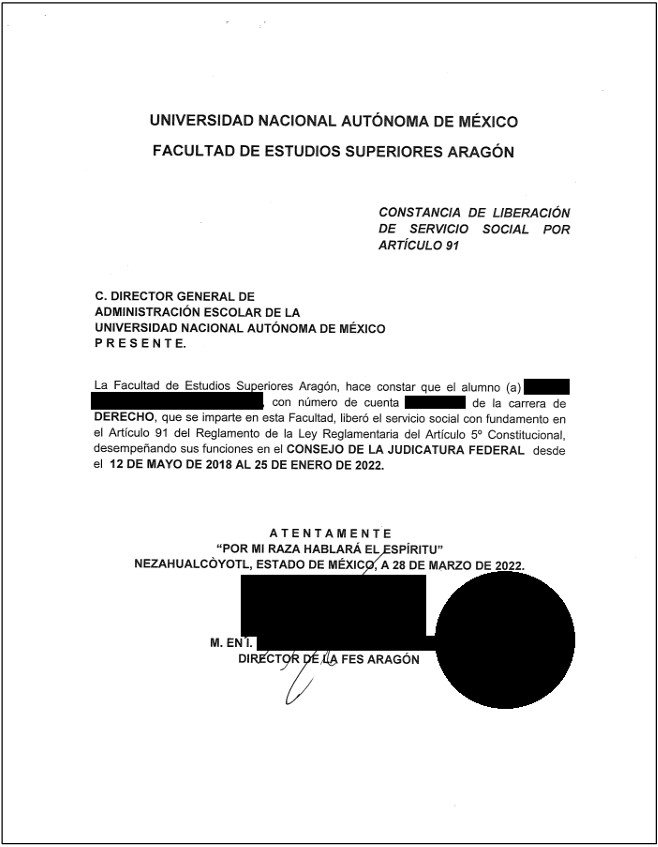 UNIVERSIDAD NACIONAL AUTÓNOMA DE MÉXICO
FACULTAD DE ESTUDIOS SUPERIORES ARAGÓN
CONSTANCIA DE LIBERACIÓN
DE SERVICIO SOCIAL POR
ARTÍCULO 91
C. DIRECTOR GENERAL DE
ADMINISTRACIÓN ESCOLAR DE LA
UNIVERSIDAD NACIONAL AUTÓNOMA DE MÉXICO
P R E S E N T E.
La Facultad de Estudios Superiores Aragón, hace constar que el alumno (a)
, con número de cuenta de la carrera de
DERECHO, que se imparte en esta Facultad, liberó el servicio social con fundamento en
el Artículo 91 del Reglamento de la Ley Reglamentaria del Artículo 5º Constitucional,
desempeñando sus funciones en el CONSEJO DE LA JUDICATURA FEDERAL desde
el 12 DE MAYO DE 2018 AL 25 DE ENERO DE 2022.
A T E N T A M E N T E
“POR MI RAZA HABLARÁ EL ESPÍRITU”
NEZAHUALCÒYOTL, ESTADO DE MÉXICO, A 28 DE MARZO DE 2022.
M. EN I.
DIRECTOR DE LA FES ARAGÓN